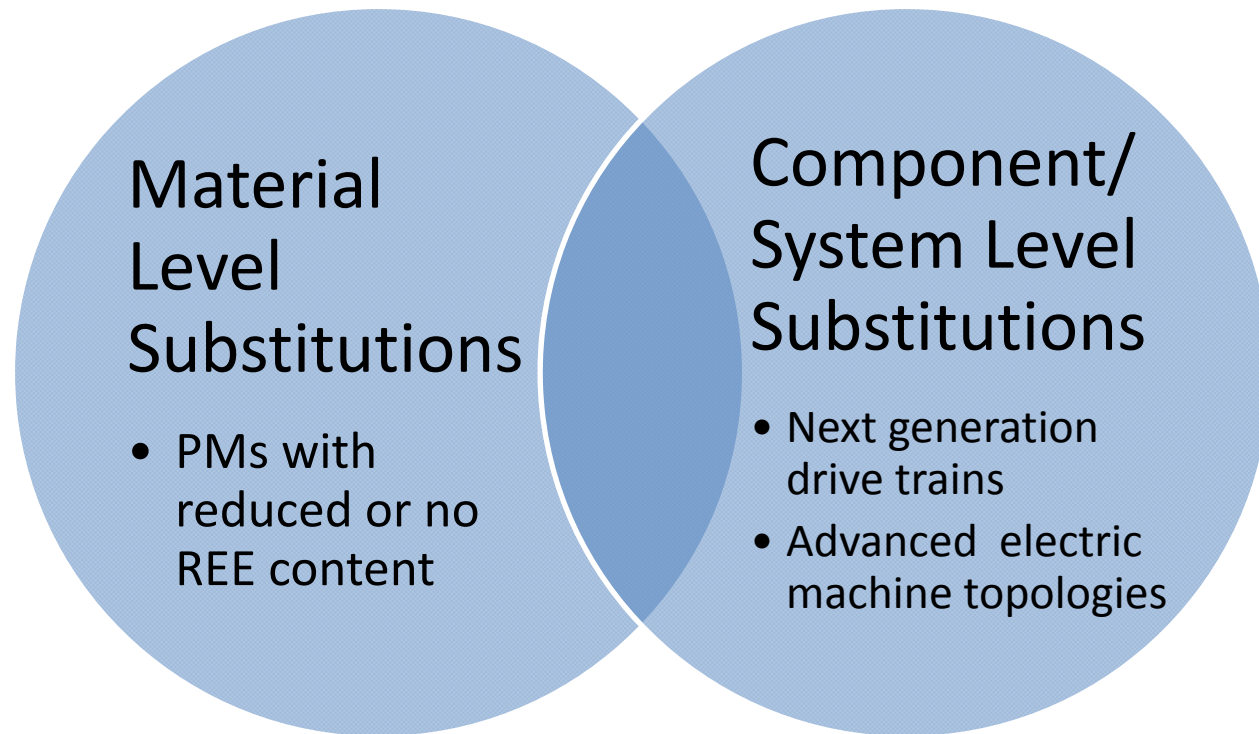 Material
Level
Substitutions
• PMs with
reduced or no
REE content
Component/
System Level
Substitutions
• Next generation
drive trains
• Advanced  electric
machine topologies